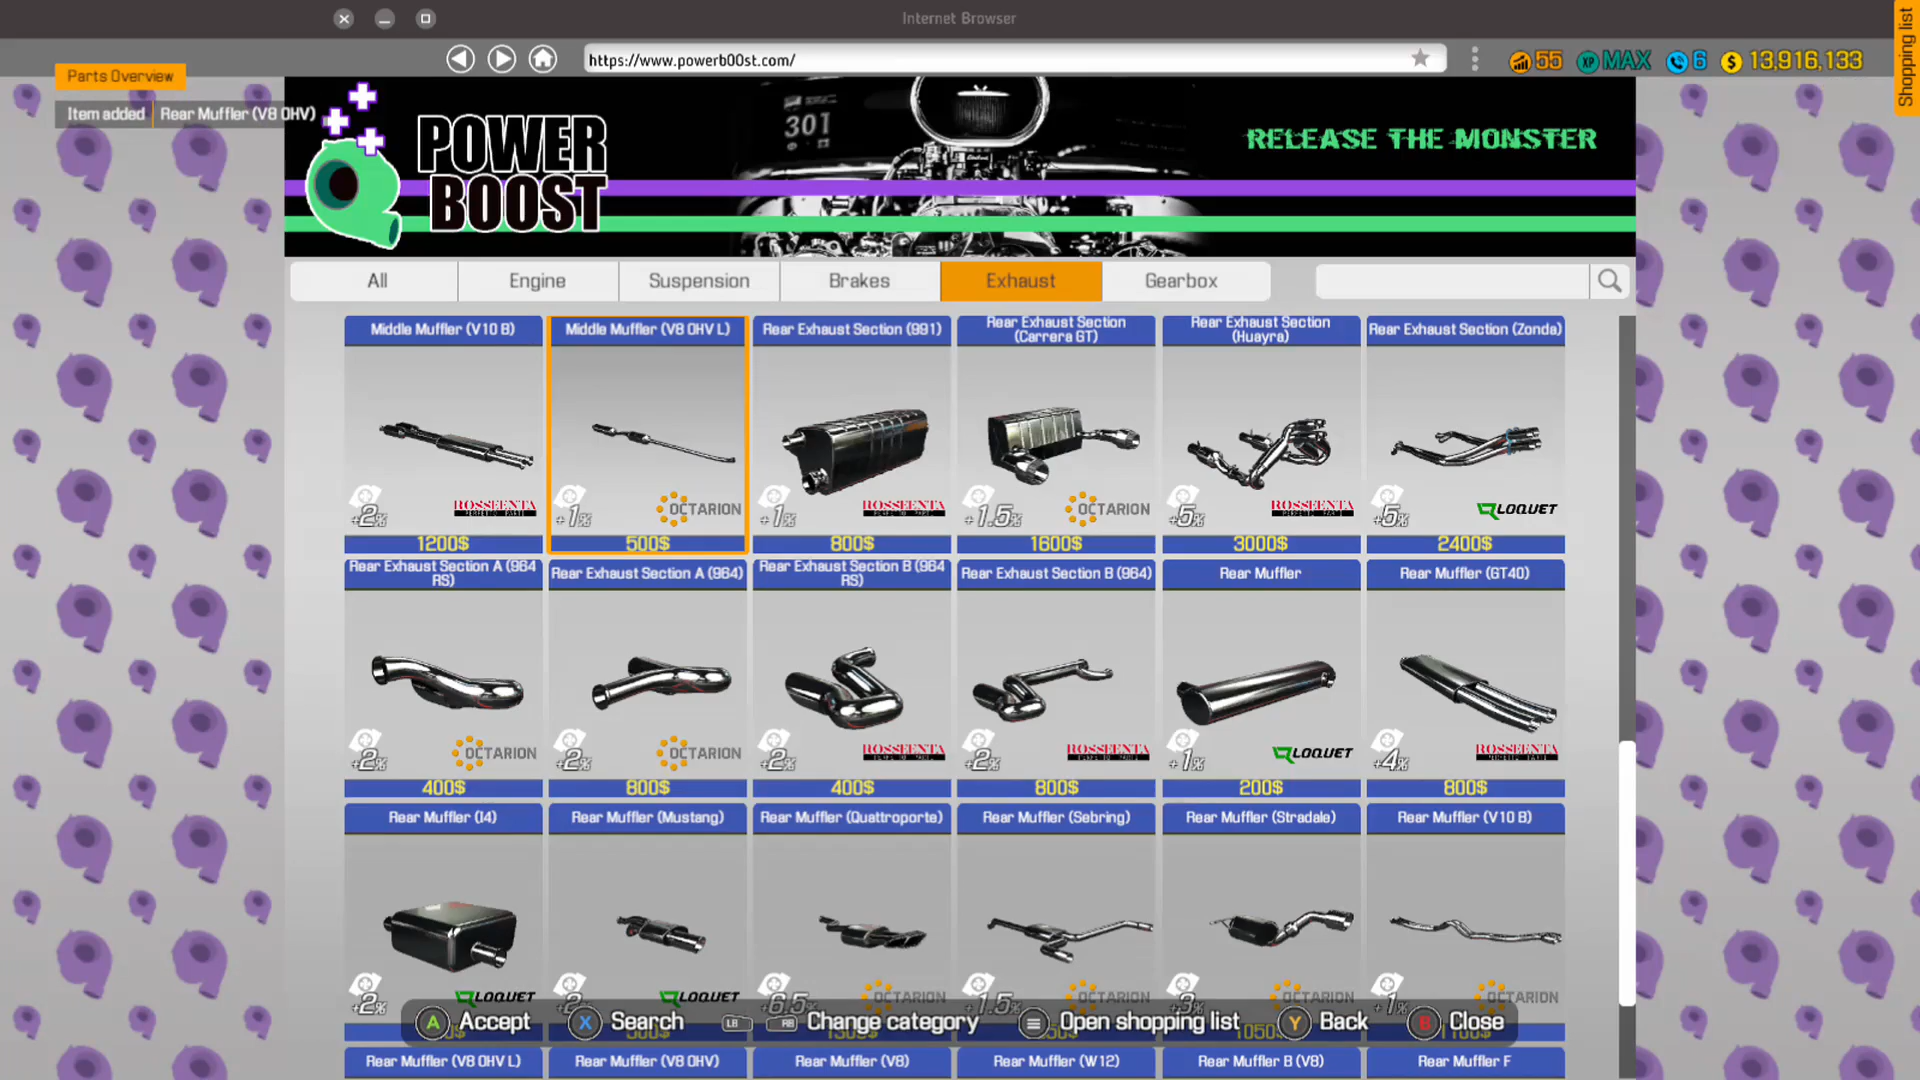 Internet Browser
Shopping list
https://www.powerb00st.com/
55
XP MAX
6
$ 13,916,133
Parts Overview
Item added
Rear Muffler (V8 OHV)
301
POWER
BOOST
RELEASE THE MONSTER
All
Engine
Suspension
Brakes
Exhaust
Gearbox
Middle Muffler (V10 B)
Middle Muffler (V8 OHV L)
Rear Exhaust Section (991)
Rear Exhaust Section
(Carrera GT)
Rear Exhaust Section
(Huayra)
Rear Exhaust Section (Zonda)
+2%
ROSSEENTA
+1%
OCTARION
+1%
ROSSEENTA
+1.5%
OCTARION
+5%
ROSSEENTA
+5%
LOQUET
1200$
500$
800$
1600$
3000$
2400$
Rear Exhaust Section A (964
RS)
Rear Exhaust Section A (964)
Rear Exhaust Section B (964
RS)
Rear Exhaust Section B (964)
Rear Muffler
Rear Muffler (GT40)
+2%
OCTARION
+2%
OCTARION
+2%
ROSSEENTA
+2%
ROSSEENTA
+1%
LOQUET
+4%
ROSSEENTA
400$
800$
400$
800$
200$
800$
Rear Muffler (I4)
Rear Muffler (Mustang)
Rear Muffler (Quattroporte)
Rear Muffler (Sebring)
Rear Muffler (Stradale)
Rear Muffler (V10 B)
+2%
LOQUET
LOQUET
+6.5%
OCTARION
+1.5%
OCTARION
+3%
OCTARION
+1%
OCTARION
A Accept
X Search
LB RB Change category
Open shopping list
Y Back
B Close
Rear Muffler (V8 OHV L)
Rear Muffler (V8 OHV)
Rear Muffler (V8)
Rear Muffler (W12)
Rear Muffler B (V8)
Rear Muffler F